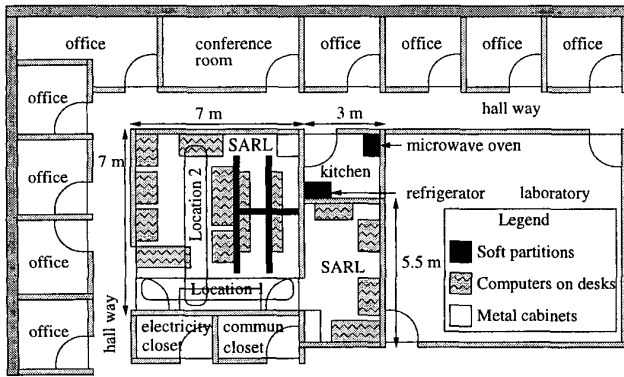 office
conference
room
office
office
office
office
office
office
office
office
office
hall way
7 m
3 m
7 m
SARL
kitchen
microwave oven
refrigerator
laboratory
Location 2
Location 1
SARL
5.5 m
Legend
Soft partitions
Computers on desks
Metal cabinets
hall way
electricity
closet
commun
closet